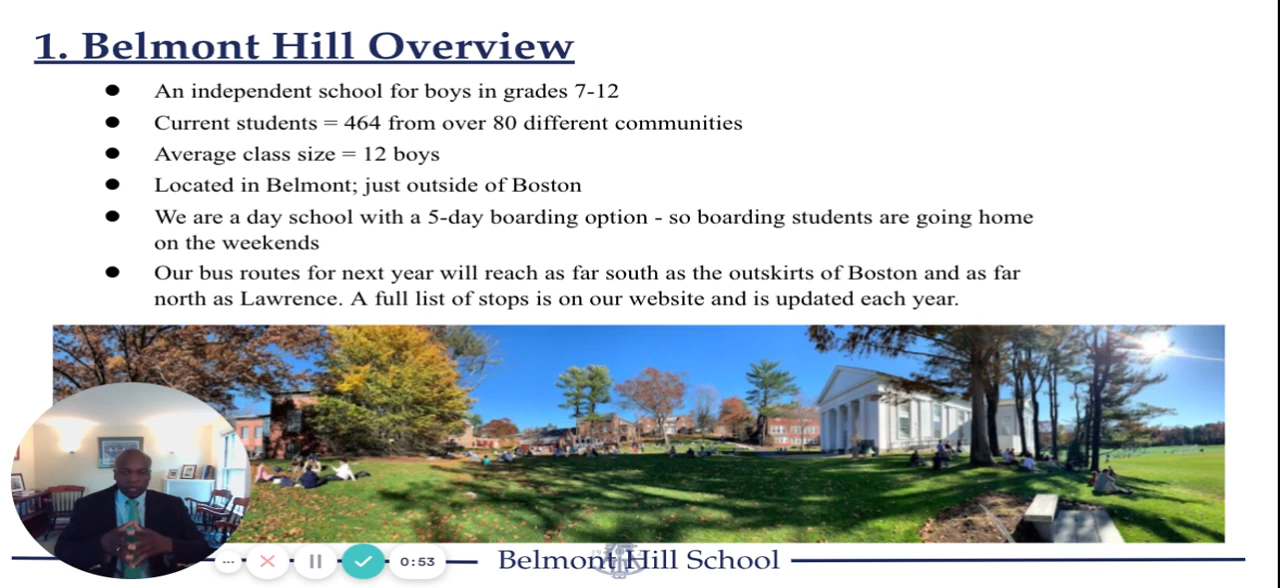 1. Belmont Hill Overview
● An independent school for boys in grades 7-12
● Current students = 464 from over 80 different communities
● Average class size = 12 boys
● Located in Belmont; just outside of Boston
● We are a day school with a 5-day boarding option - so boarding students are going home
on the weekends
● Our bus routes for next year will reach as far south as the outskirts of Boston and as far
north as Lawrence. A full list of stops is on our website and is updated each year.
0:53
Belmont Hill School